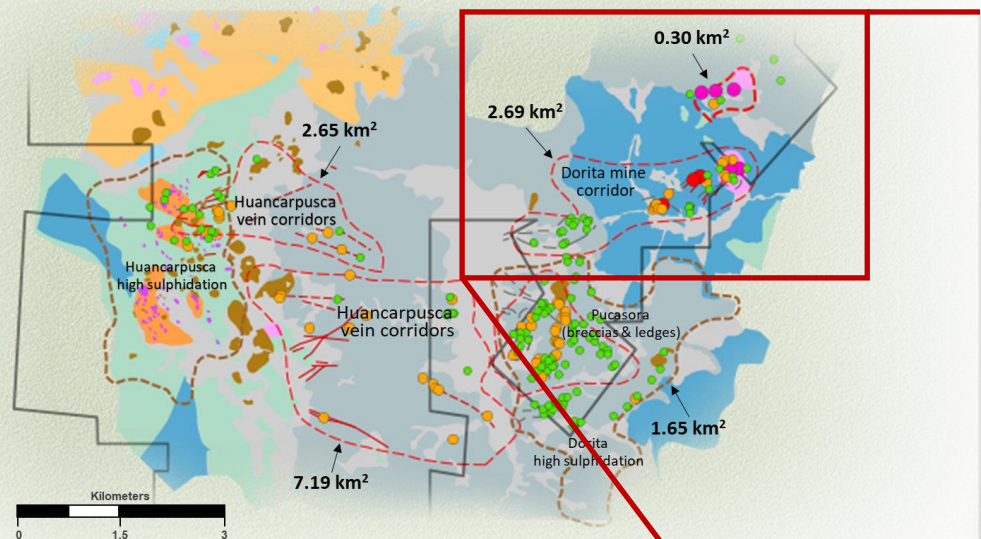 0.30 km²
2.69 km²
2.65 km²
Dorita mine
corridor
Huancarpusca
vein corridors
Huancarpusca
high sulphidation
Huancarpusca
vein corridors
Pucasora
(breccias & ledges)
1.65 km²
Dorita
high sulphidation
7.19 km²
Kilometers
0 1.5 3